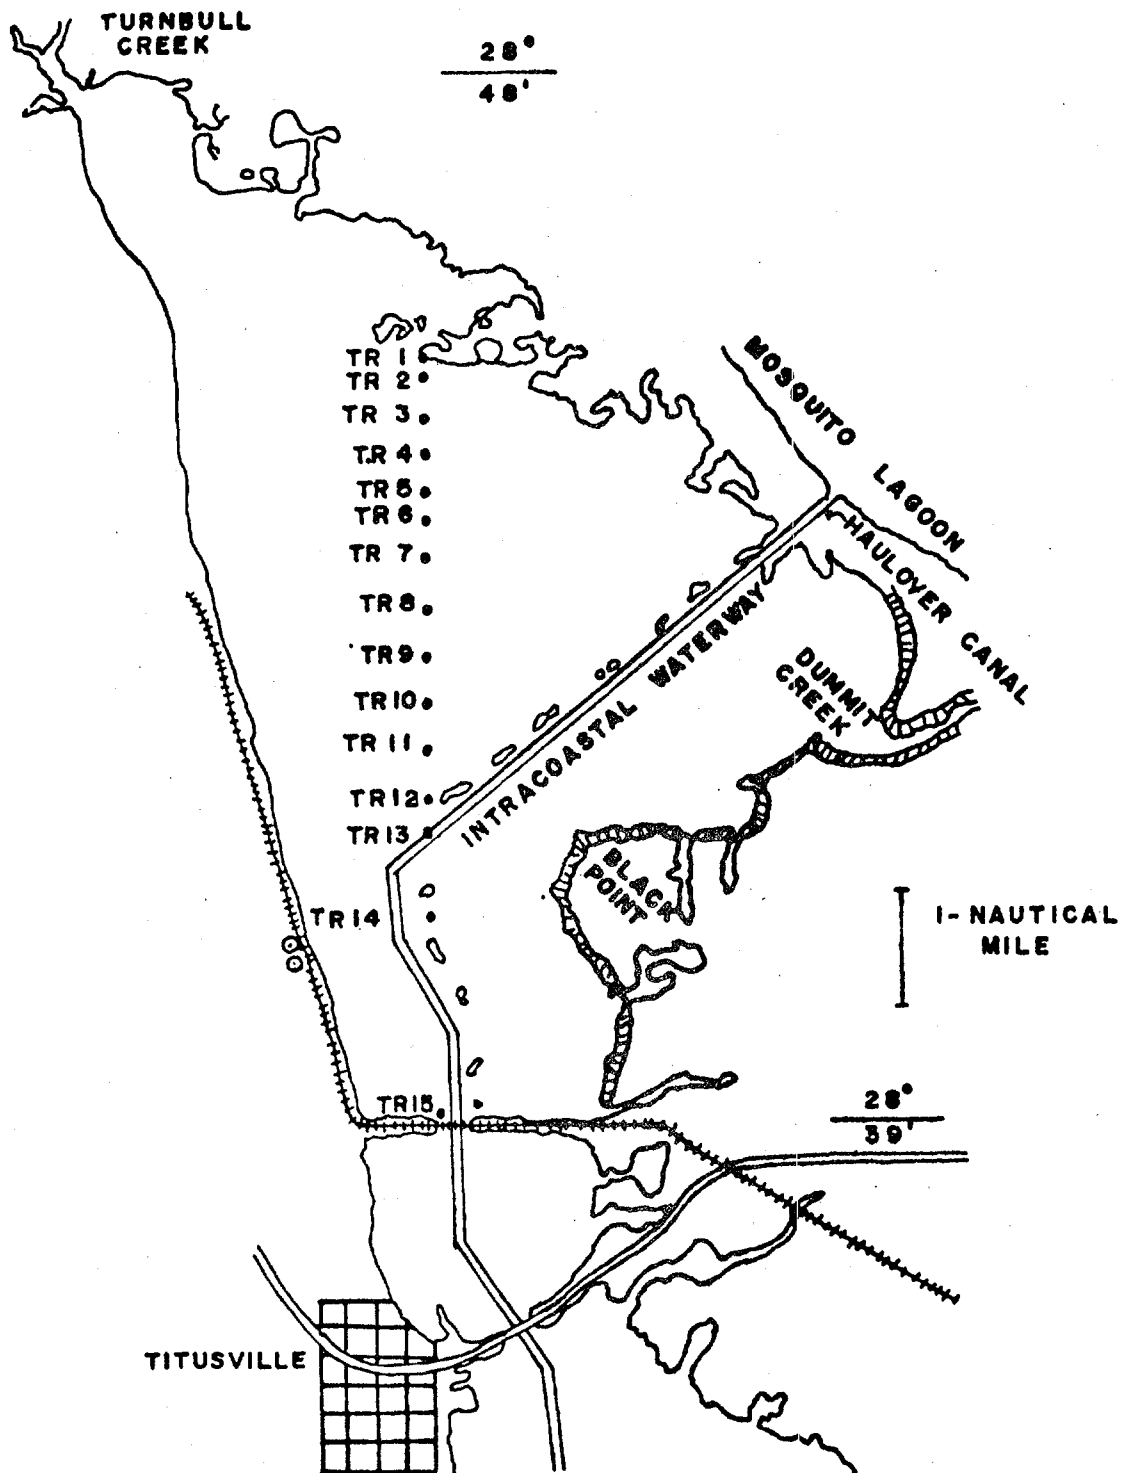 TURNBULL
CREEK
28°
48'
TR 1
TR 2
TR 3
TR 4
TR 5
TR 6
TR 7
TR 8
TR 9
TR 10
TR 11
TR 12
TR 13
TR 14
TR 15
MOSQUITO LAGOON
HAULOVER CANAL
INTRACOASTAL WATERWAY
DUMMIT
CREEK
BLACK
POINT
1-NAUTICAL
MILE
28°
39'
TITUSVILLE